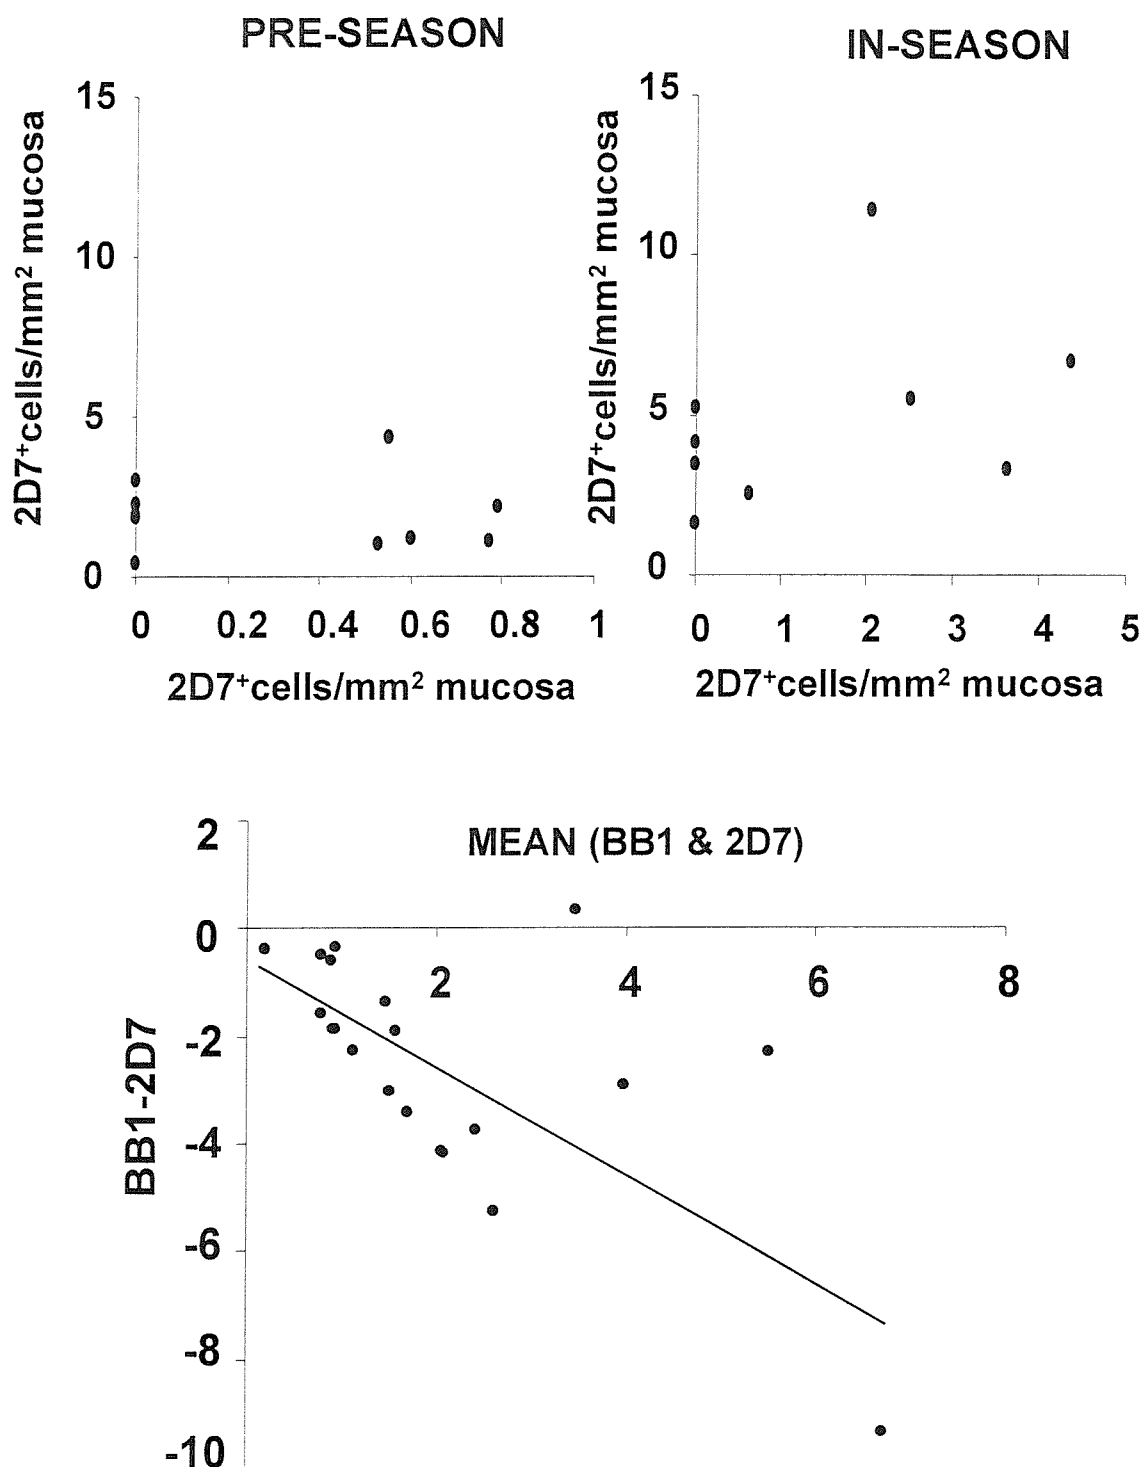 PRE-SEASON
IN-SEASON
15
10
5
0
2D7⁺cells/mm² mucosa
0 0.2 0.4 0.6 0.8 1
2D7⁺cells/mm² mucosa
15
10
5
0
2D7⁺cells/mm² mucosa
0 1 2 3 4 5
2D7⁺cells/mm² mucosa
MEAN (BB1 & 2D7)
2
0
-2
-4
-6
-8
-10
BB1-2D7
2 4 6 8